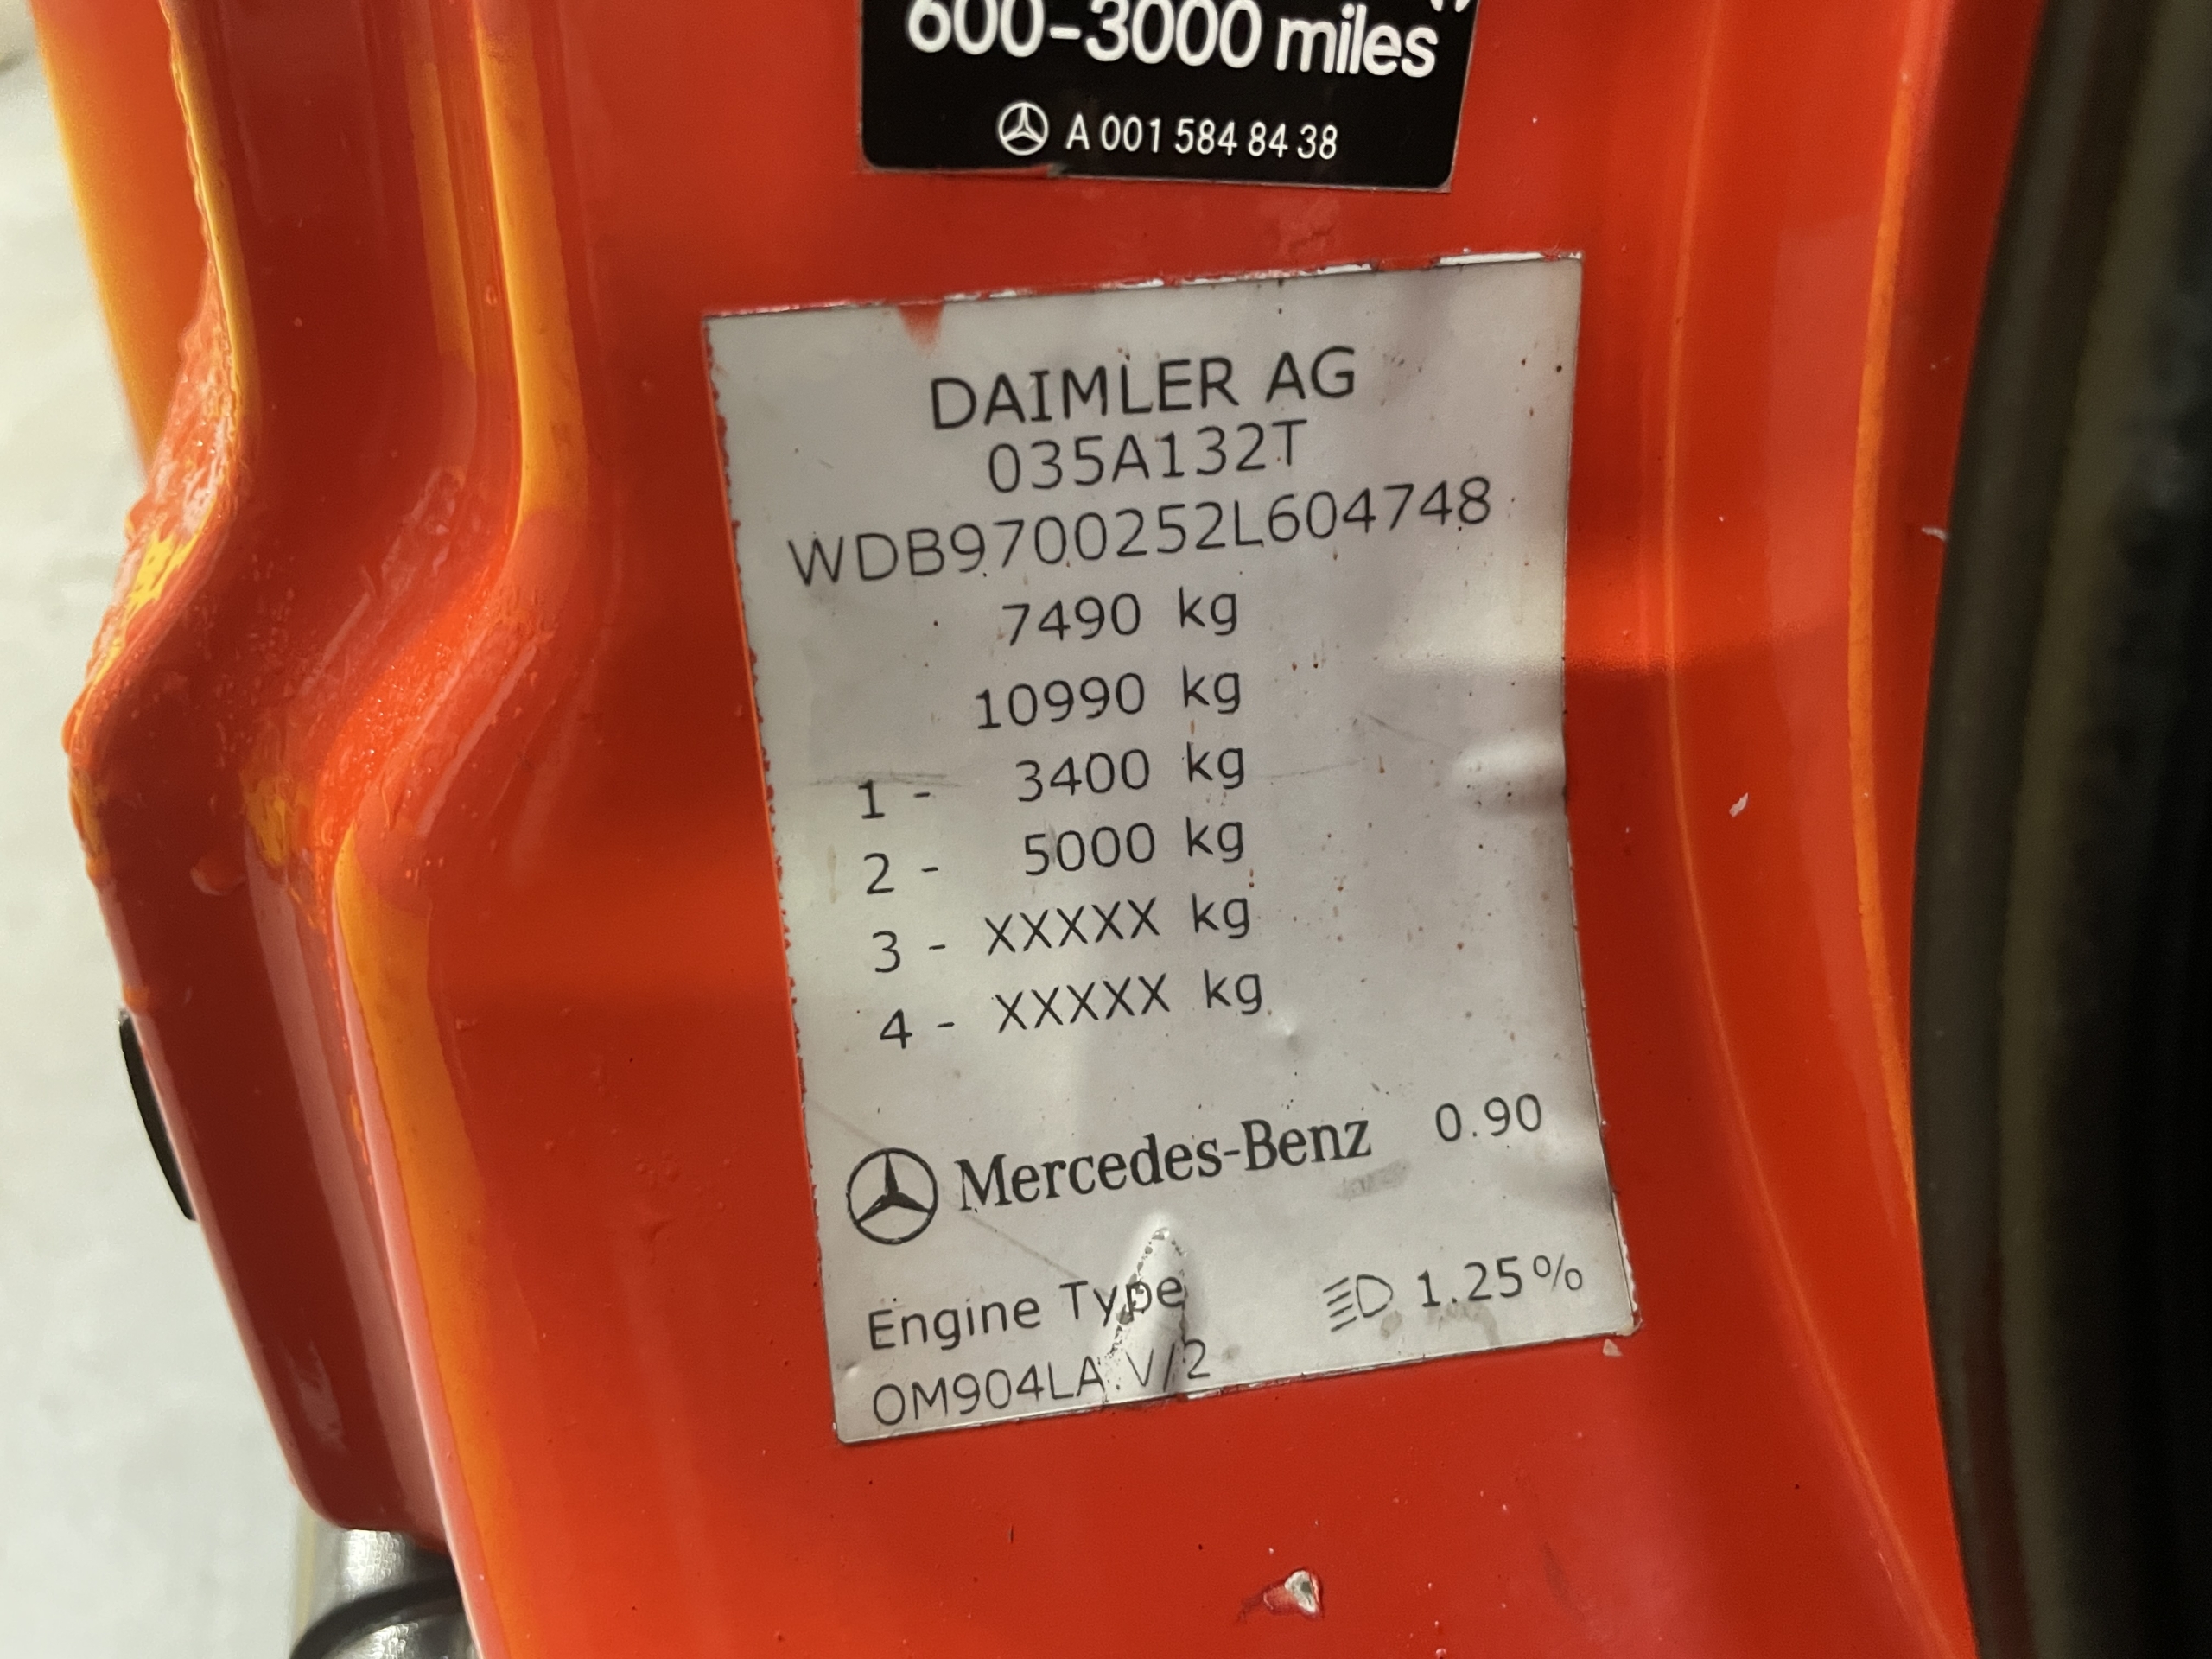 600-3000 miles
A 001 584 84 38
DAIMLER AG
035A132T
WDB9700252L604748
7490 kg
10990 kg
1 - 3400 kg
2 - 5000 kg
3 - XXXXX kg
4 - XXXXX kg
Mercedes-Benz 0.90
Engine Type 1.25%
OM904LA.V/2